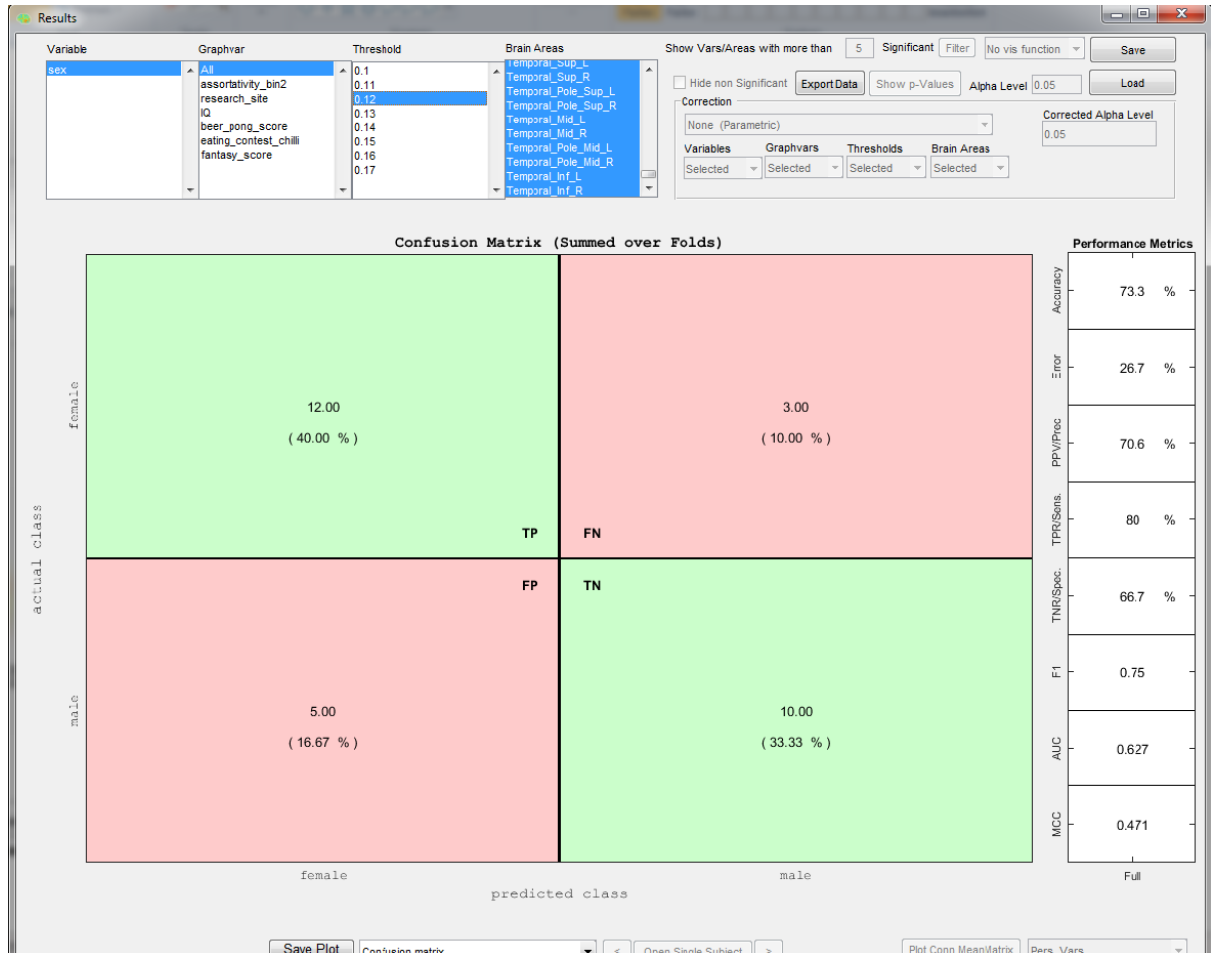 Results
Variable
Graphvar
Threshold
Brain Areas
Show Vars/Areas with more than 5 Significant Filter No vis function Save
sex
All
assortativity_bin2
research_site
IQ
beer_pong_score
eating_contest_chilli
fantasy_score
0.1
0.11
0.12
0.13
0.14
0.15
0.16
0.17
Temporal_Sup_L
Temporal_Sup_R
Temporal_Pole_Sup_L
Temporal_Pole_Sup_R
Temporal_Mid_L
Temporal_Mid_R
Temporal_Pole_Mid_L
Temporal_Pole_Mid_R
Temporal_Inf_L
Temporal_Inf_R
Hide non Significant Export Data Show p-Values Alpha Level 0.05 Load
Correction
None (Parametric)
Corrected Alpha Level
0.05
Variables Graphvars Thresholds Brain Areas
Selected Selected Selected Selected
Confusion Matrix (Summed over Folds)
Performance Metrics
actual class
female
12.00
( 40.00 % )
TP
3.00
( 10.00 % )
FN
male
FP
5.00
( 16.67 % )
TN
10.00
( 33.33 % )
female
male
predicted class
Accuracy 73.3 %
Error 26.7 %
PPV/Prec 70.6 %
TPR/Sens. 80 %
TNR/Spec. 66.7 %
F1 0.75
AUC 0.627
MCC 0.471
Full
Save Plot Confusion matrix < Open Single Subject > Plot Conn MeanMatrix Pers. Vars